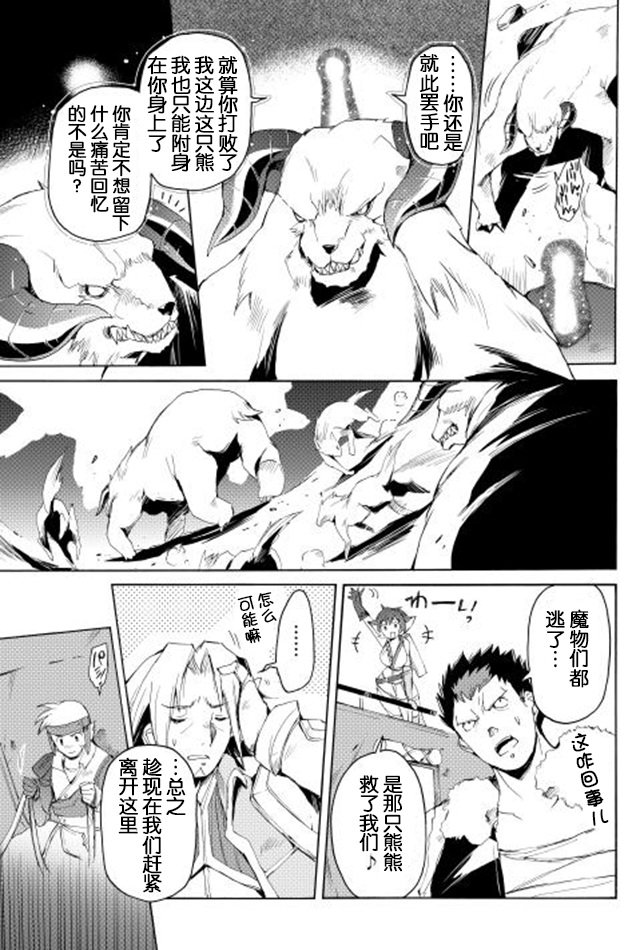 ……你还是
就此罢手吧
就算你打败了
我这边这只熊
我也只能附身
在你身上了
你肯定不想留下
什么痛苦回忆
的不是吗？
魔物们都
逃了…
这咋回事儿
わーい!
是那只熊熊
救了我们♪
……
怎么
可能嘛
…总之
趁现在我们赶紧
离开这里